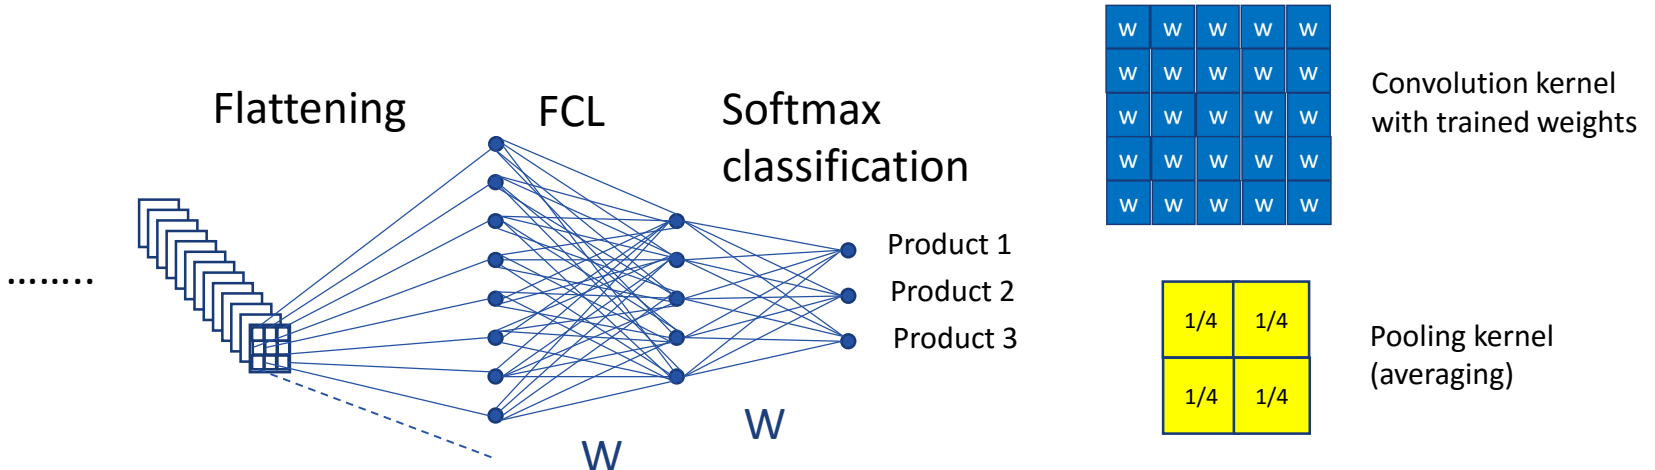 ........
Flattening
FCL
Softmax
classification
Product 1
Product 2
Product 3
W
W
W W W W W
W W W W W
W W W W W
W W W W W
W W W W W
Convolution kernel
with trained weights
1/4 1/4
1/4 1/4
Pooling kernel
(averaging)